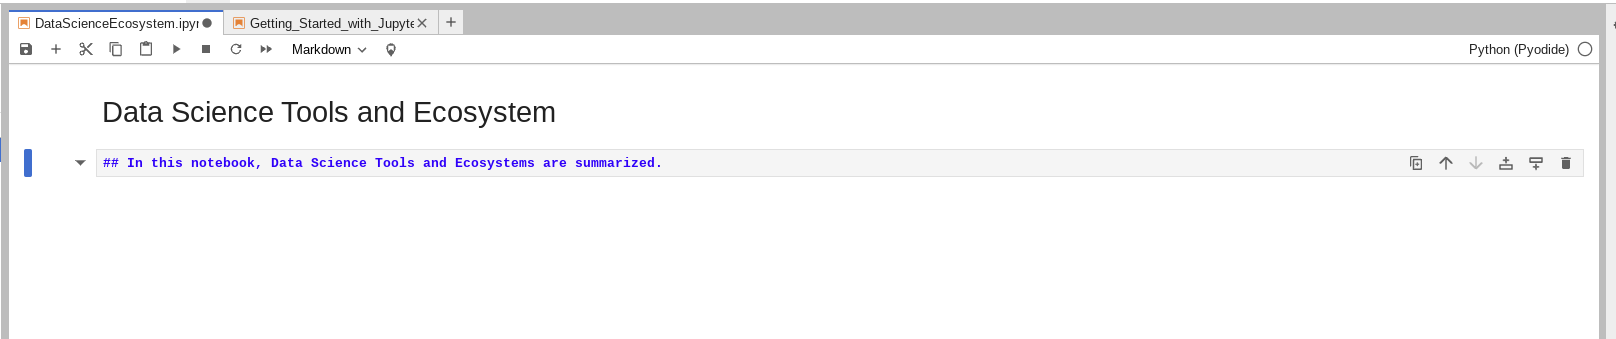 DataScienceEcosystem.ipyn
Getting_Started_with_Jupyte
Markdown
Python (Pyodide)
Data Science Tools and Ecosystem
## In this notebook, Data Science Tools and Ecosystems are summarized.